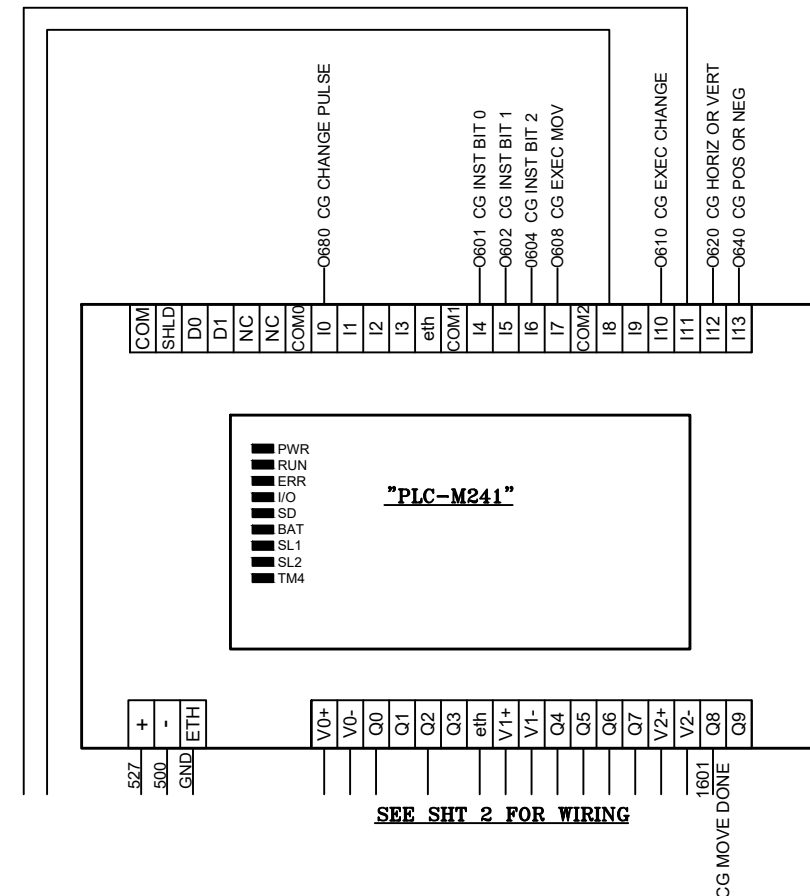 O680 CG CHANGE PULSE
O601 CG INST BIT 0
O602 CG INST BIT 1
0604 CG INST BIT 2
O608 CG EXEC MOV
O610 CG EXEC CHANGE
O620 CG HORIZ OR VERT
O640 CG POS OR NEG
COM
SHLD
D0
D1
NC
NC
COM0
I0
I1
I2
I3
eth
COM1
I4
I5
I6
I7
COM2
I8
I9
I10
I11
I12
I13
PWR
RUN
ERR
I/O
SD
BAT
SL1
SL2
TM4
"PLC-M241"
+
-
ETH
V0+
V0-
Q0
Q1
Q2
Q3
eth
V1+
V1-
Q4
Q5
Q6
Q7
V2+
V2-
Q8
Q9
527
500
GND
1601
CG MOVE DONE
SEE SHT 2 FOR WIRING